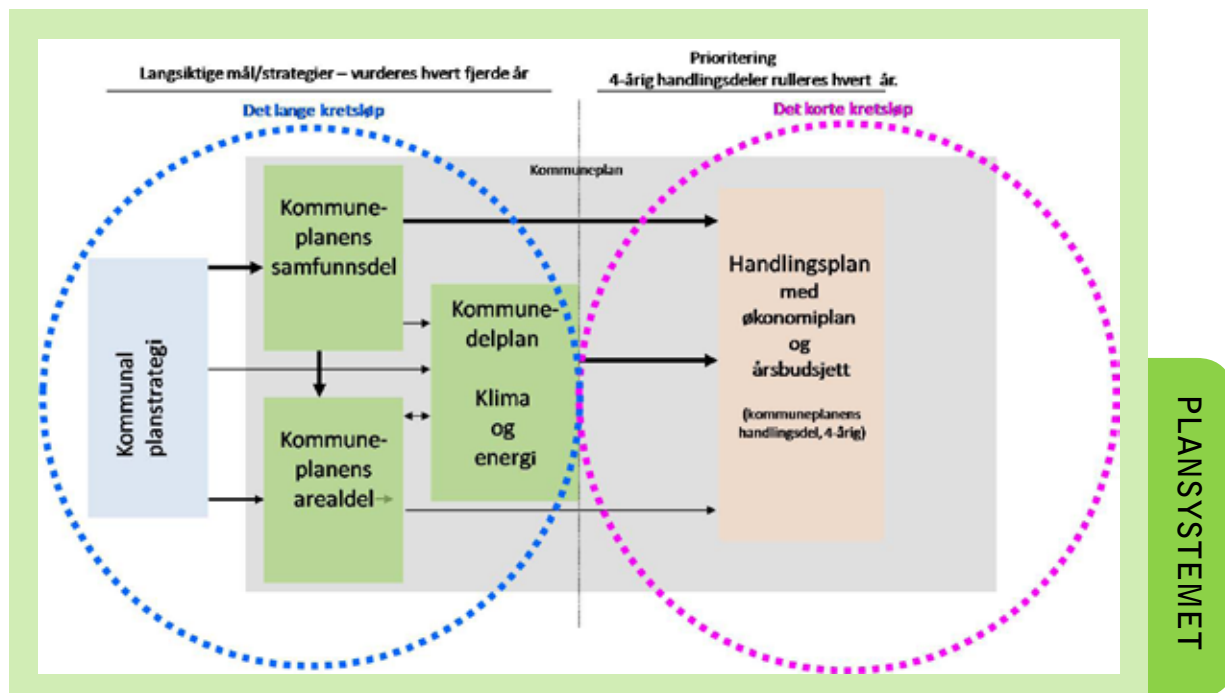 Langsiktige mål/strategier – vurderes hvert fjerde år
Prioritering
4-årig handlingsdeler rulleres hvert år.
Det lange kretsløp
Det korte kretsløp
Kommuneplan
Kommunal
planstrategi
Kommune-
planens
samfunnsdel
Kommune-
delplan
Klima
og
energi
Kommune-
planens
arealdel
Handlingsplan
med
økonomiplan
og
årsbudsjett
(kommuneplanens
handlingsdel, 4-årig)
PLANSYSTEMET